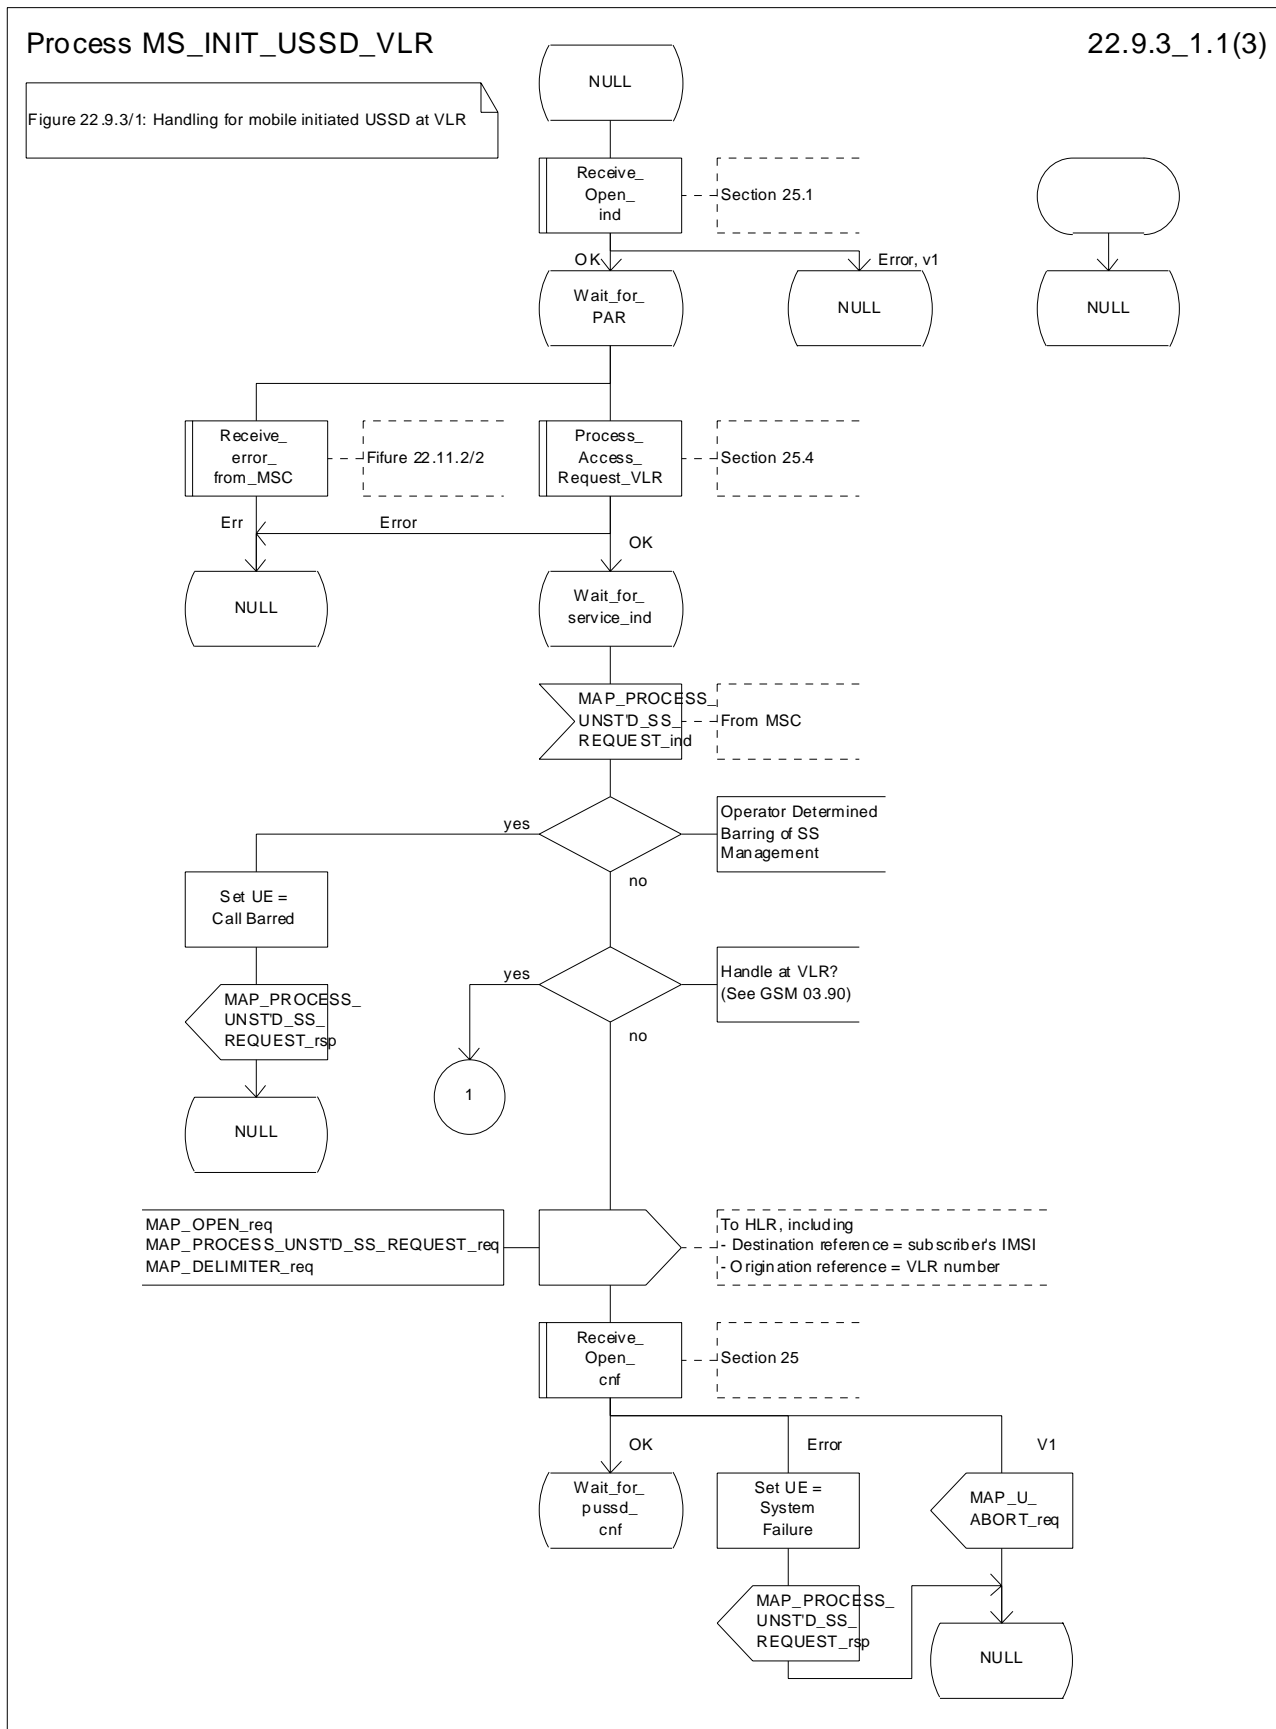 Process MS_INIT_USSD_VLR
22.9.3_1.1(3)
Figure 22.9.3/1: Handling for mobile initiated USSD at VLR
NULL
Receive_
Open_
ind
Section 25.1
OK
Error, v1
Wait_for_
PAR
NULL
NULL
Receive_
error_
from_MSC
Fifure 22.11.2/2
Process_
Access_
Request_VLR
Section 25.4
Err
Error
OK
NULL
Wait_for_
service_ind
MAP_PROCESS_
UNST'D_SS_
REQUEST_ind
From MSC
yes
Operator Determined
Barring of SS
Management
no
Set UE =
Call Barred
yes
Handle at VLR?
(See GSM 03.90)
no
MAP_PROCESS_
UNST'D_SS_
REQUEST_rsp
1
NULL
MAP_OPEN_req
MAP_PROCESS_UNST'D_SS_REQUEST_req
MAP_DELIMITER_req
To HLR, including
- Destination reference = subscriber's IMSI
- Origination reference = VLR number
Receive_
Open_
cnf
Section 25
OK
Error
V1
Wait_for_
pussd_
cnf
Set UE =
System
Failure
MAP_U_
ABORT_req
MAP_PROCESS_
UNST'D_SS_
REQUEST_rsp
NULL